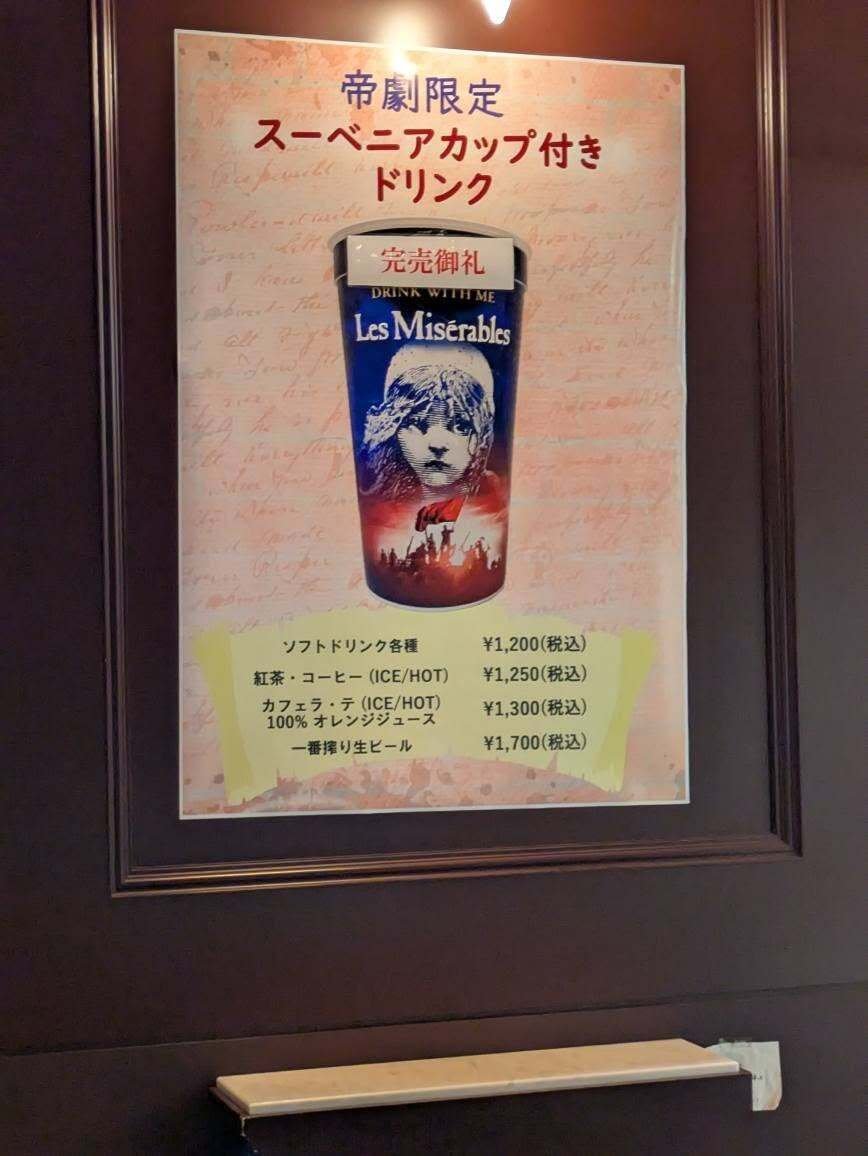 帝劇限定
スーベニアカップ付き
ドリンク
完売御礼
DRINK WITH ME
Les Misérables
ソフトドリンク各種 ¥1,200(税込)
紅茶・コーヒー (ICE/HOT) ¥1,250(税込)
カフェラ・テ (ICE/HOT)
100% オレンジジュース ¥1,300(税込)
一番搾り生ビール ¥1,700(税込)